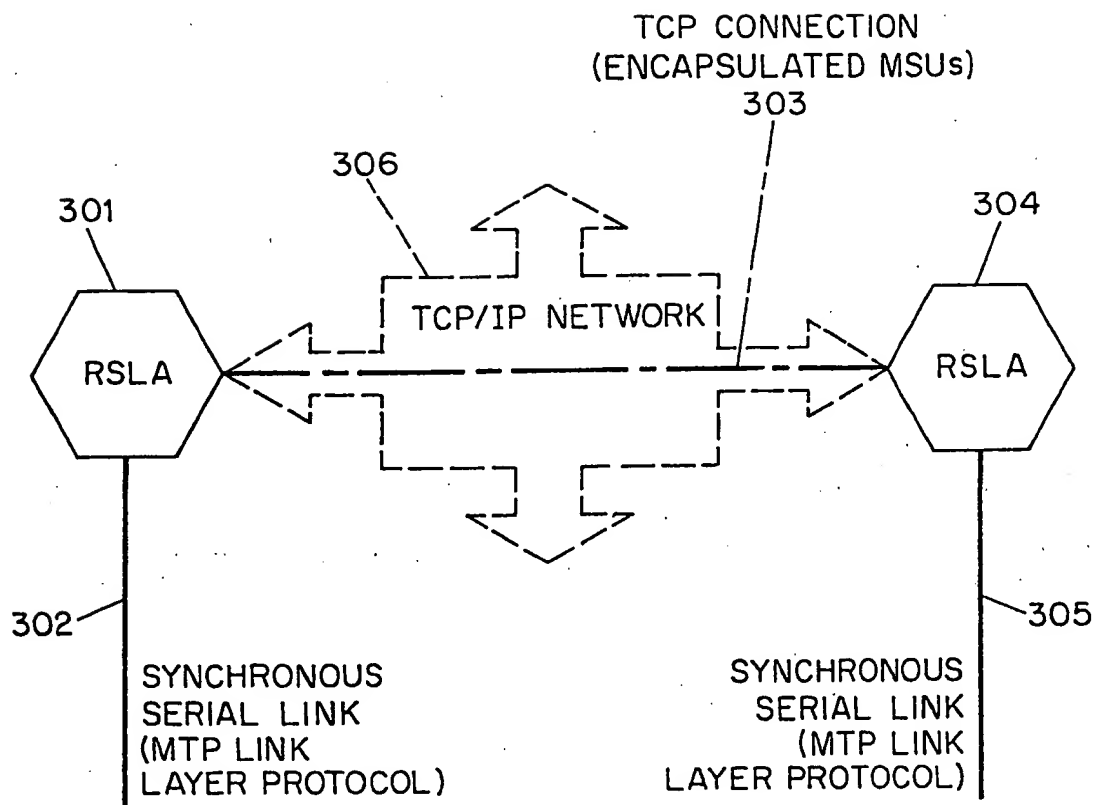 TCP CONNECTION
(ENCAPSULATED MSUs)
303
306
301
304
TCP/IP NETWORK
RSLA
RSLA
302
305
SYNCHRONOUS
SERIAL LINK
(MTP LINK
LAYER PROTOCOL)
SYNCHRONOUS
SERIAL LINK
(MTP LINK
LAYER PROTOCOL)